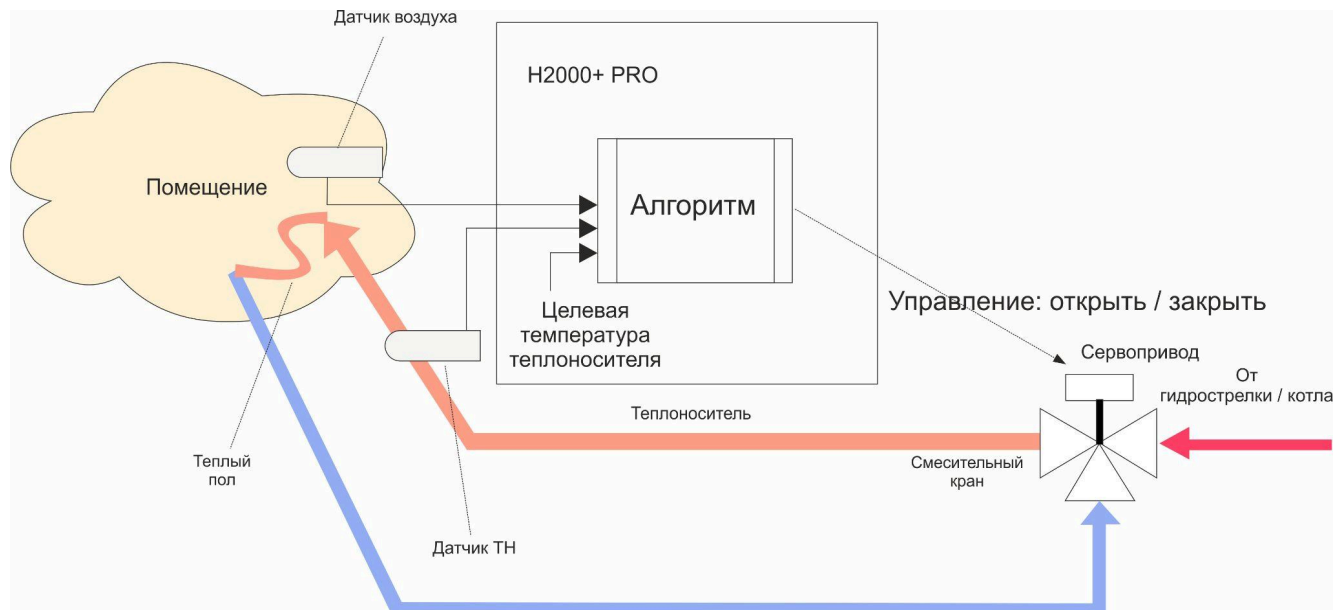 Датчик воздуха
H2000+ PRO
Помещение
Алгоритм
Целевая
температура
теплоносителя
Управление: открыть / закрыть
Сервопривод
От
гидрострелки / котла
Теплоноситель
Смесительный
кран
Теплый
пол
Датчик ТН